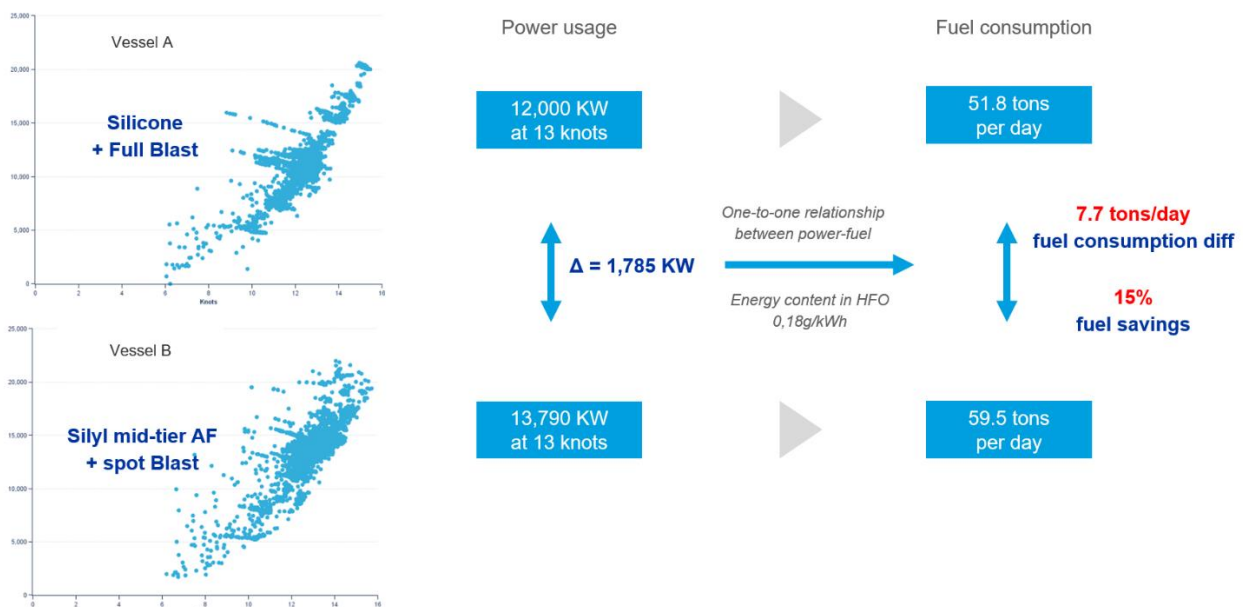 Power usage
Fuel consumption
25,000
20,000
15,000
10,000
5,000
0
Vessel A
Silicone
+ Full Blast
0
2
4
6
8
10
12
14
16
Knots
12,000 KW
at 13 knots
51.8 tons
per day
One-to-one relationship
between power-fuel
Δ = 1,785 KW
Energy content in HFO
0,18g/kWh
7.7 tons/day
fuel consumption diff
15%
fuel savings
25,000
20,000
15,000
10,000
5,000
0
Vessel B
Silyl mid-tier AF
+ spot Blast
0
2
4
6
8
10
12
14
16
13,790 KW
at 13 knots
59.5 tons
per day